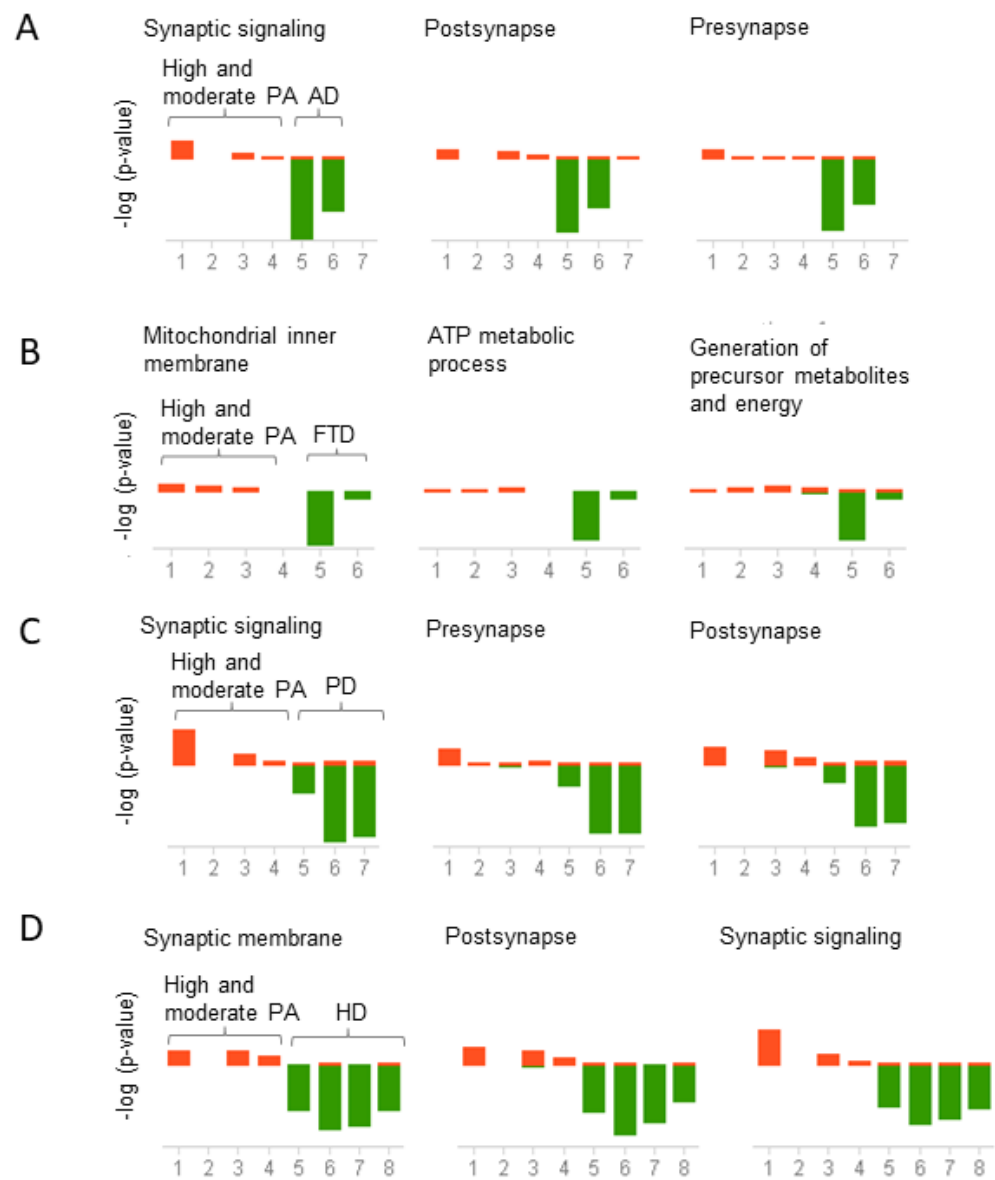 A
Synaptic signaling
Postsynapse
Presynapse
High and
moderate PA AD
-log (p-value)
1 2 3 4 5 6 7
1 2 3 4 5 6 7
1 2 3 4 5 6 7
B
Mitochondrial inner
membrane
ATP metabolic
process
Generation of
precursor metabolites
and energy
High and
moderate PA FTD
-log (p-value)
1 2 3 4 5 6
1 2 3 4 5 6
1 2 3 4 5 6
C
Synaptic signaling
Presynapse
Postsynapse
High and
moderate PA PD
-log (p-value)
1 2 3 4 5 6 7
1 2 3 4 5 6 7
1 2 3 4 5 6 7
D
Synaptic membrane
Postsynapse
Synaptic signaling
High and
moderate PA HD
-log (p-value)
1 2 3 4 5 6 7 8
1 2 3 4 5 6 7 8
1 2 3 4 5 6 7 8